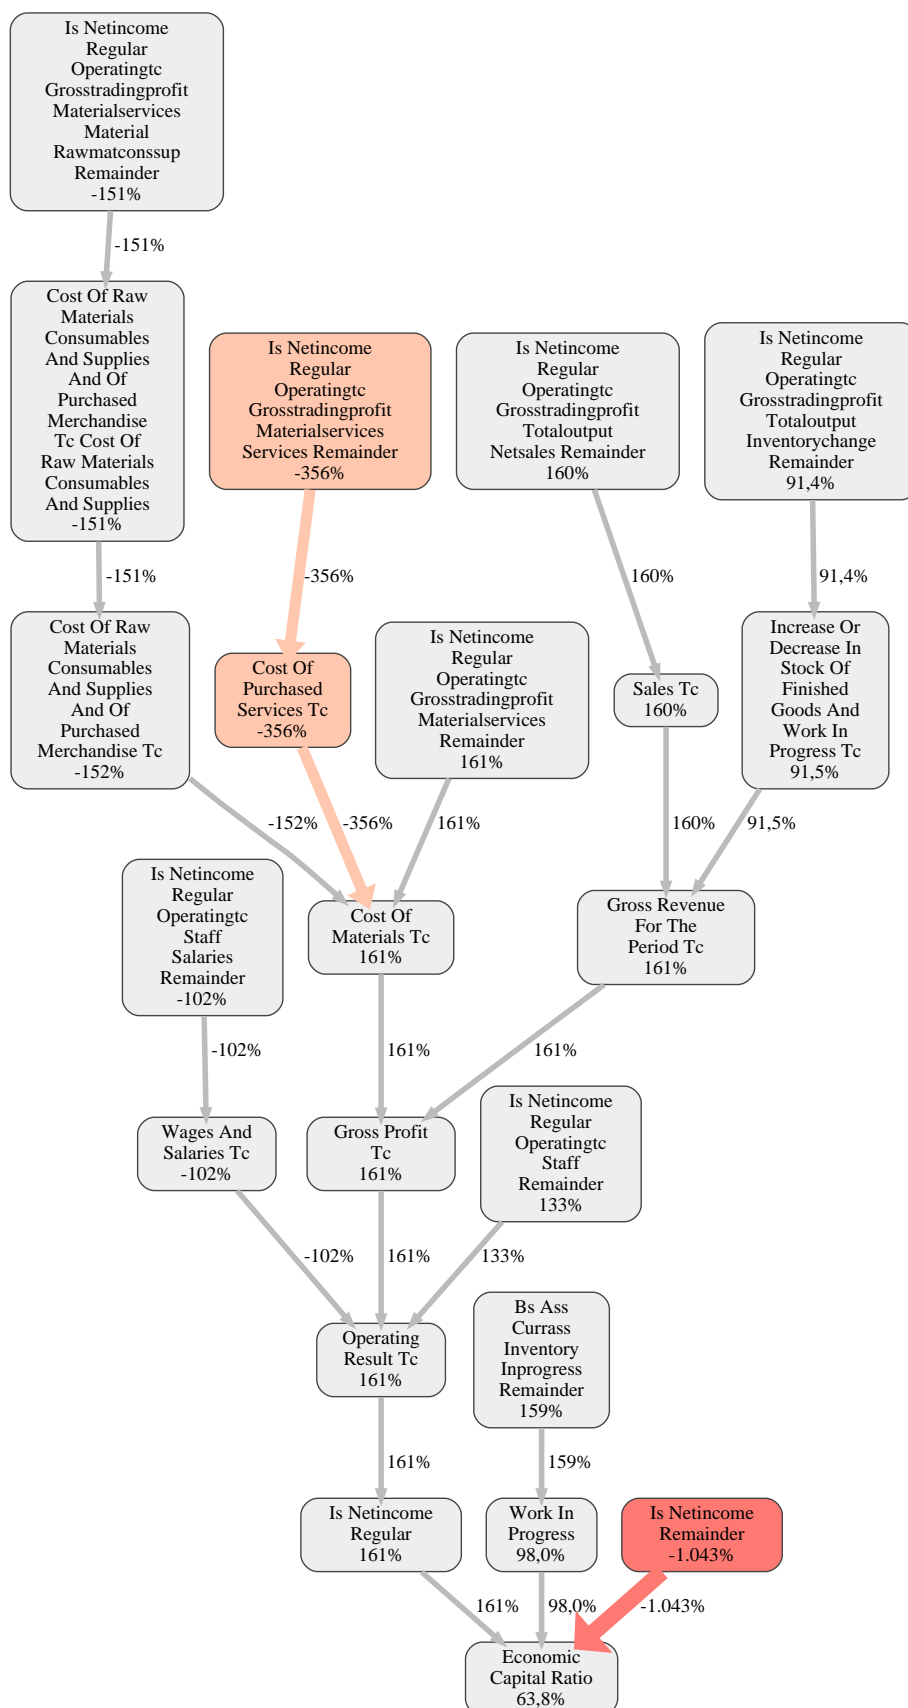 Is Netincome
Regular
Operatingtc
Grosstradingprofit
Materialservices
Material
Rawmatconssup
Remainder
-151%
-151%
Cost Of Raw
Materials
Consumables
And Supplies
And Of
Purchased
Merchandise
Tc Cost Of
Raw Materials
Consumables
And Supplies
-151%
Is Netincome
Regular
Operatingtc
Grosstradingprofit
Materialservices
Services Remainder
-356%
Is Netincome
Regular
Operatingtc
Grosstradingprofit
Totaloutput
Netsales Remainder
160%
Is Netincome
Regular
Operatingtc
Grosstradingprofit
Totaloutput
Inventorychange
Remainder
91,4%
-151%
-356%
160%
91,4%
Cost Of Raw
Materials
Consumables
And Supplies
And Of
Purchased
Merchandise Tc
-152%
Cost Of
Purchased
Services Tc
-356%
Is Netincome
Regular
Operatingtc
Grosstradingprofit
Materialservices
Remainder
161%
Sales Tc
160%
Increase Or
Decrease In
Stock Of
Finished
Goods And
Work In
Progress Tc
91,5%
-152%
-356%
161%
160%
91,5%
Is Netincome
Regular
Operatingtc
Staff
Salaries
Remainder
-102%
Cost Of
Materials Tc
161%
Gross Revenue
For The
Period Tc
161%
-102%
161%
161%
Wages And
Salaries Tc
-102%
Gross Profit
Tc
161%
Is Netincome
Regular
Operatingtc
Staff
Remainder
133%
-102%
161%
133%
Operating
Result Tc
161%
Bs Ass
Currass
Inventory
Inprogress
Remainder
159%
161%
159%
Is Netincome
Regular
161%
Work In
Progress
98,0%
Is Netincome
Remainder
-1.043%
161%
98,0%
-1.043%
Economic
Capital Ratio
63,8%